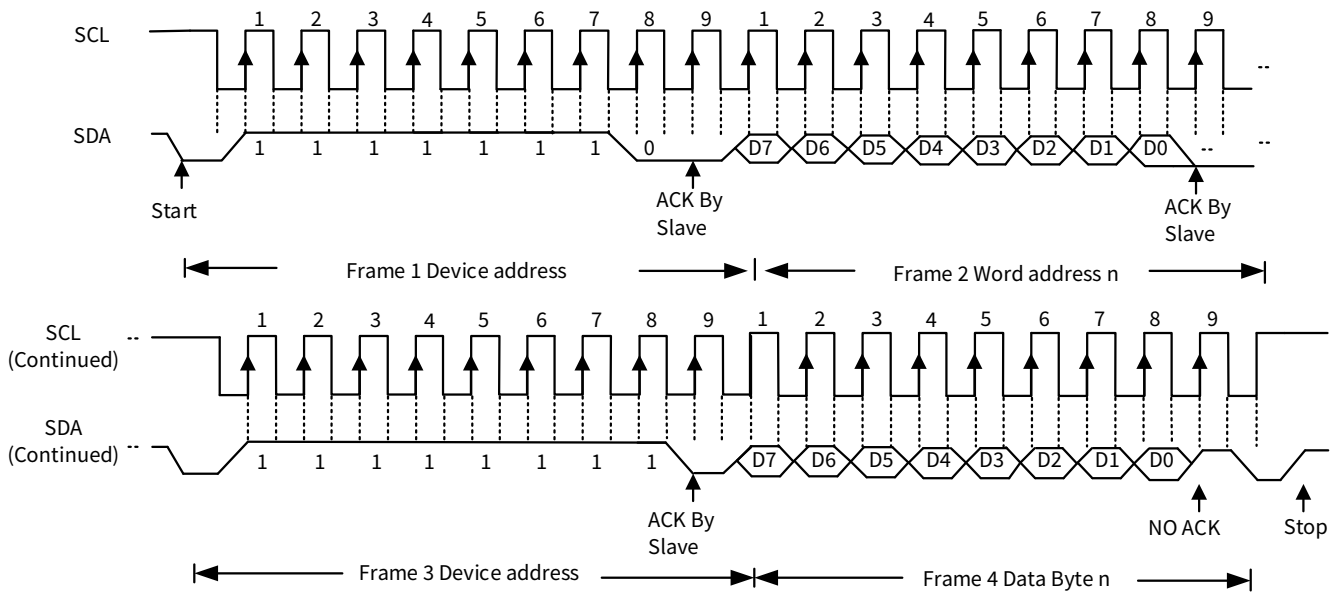 1 2 3 4 5 6 7 8 9 1 2 3 4 5 6 7 8 9
SCL
--
SDA
1 1 1 1 1 1 1 0 D7 D6 D5 D4 D3 D2 D1 D0 -- --
Start
ACK By
Slave
ACK By
Slave
Frame 1 Device address
Frame 2 Word address n
1 2 3 4 5 6 7 8 9 1 2 3 4 5 6 7 8 9
SCL
(Continued)
--
SDA
(Continued)
--
1 1 1 1 1 1 1 1 D7 D6 D5 D4 D3 D2 D1 D0
ACK By
Slave
NO ACK
Stop
Frame 3 Device address
Frame 4 Data Byte n